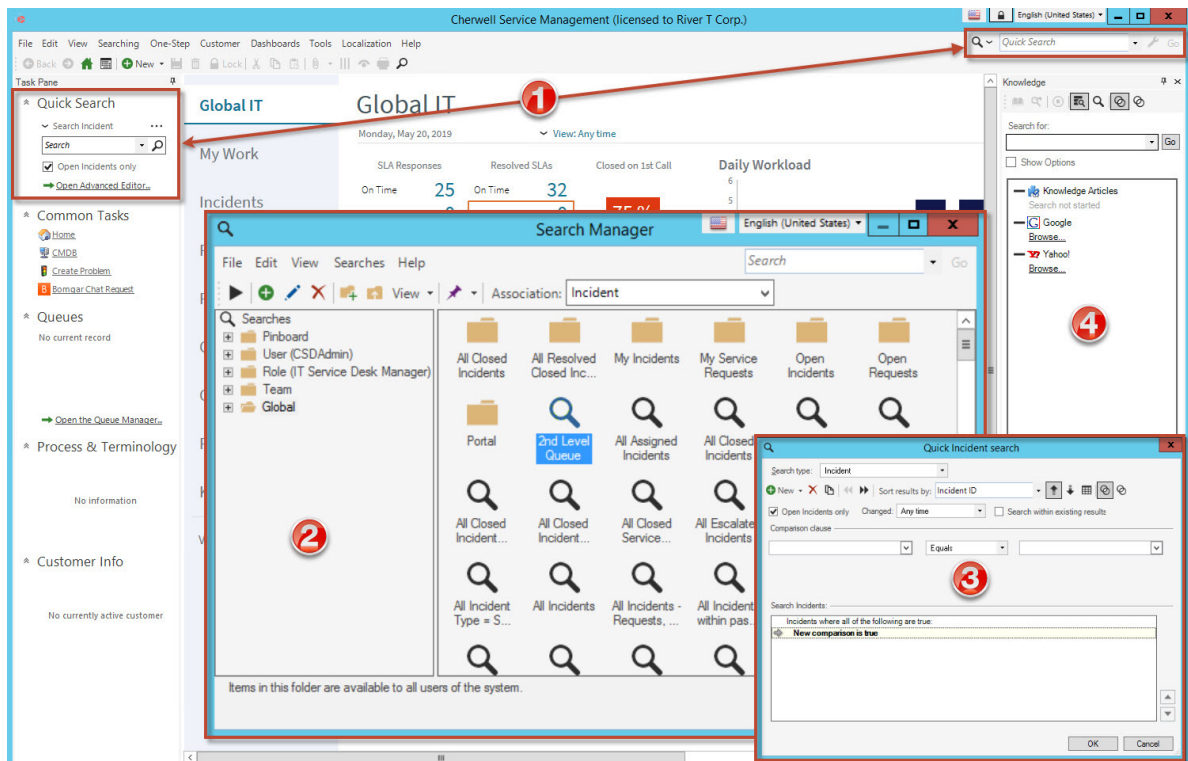 Cherwell Service Management (licensed to River T Corp.)
English (United States)
File Edit View Searching One-Step Customer Dashboards Tools Localization Help
Quick Search
Go
Back
New
Lock
Task Pane
Quick Search
Search Incident
Search
Open Incidents only
Open Advanced Editor...
Common Tasks
Home
CMDB
Create Problem
B Bomgar Chat Request
Queues
No current record
Open the Queue Manager...
Process & Terminology
No information
Customer Info
No currently active customer
Global IT
My Work
Incidents
Global IT
1
Monday, May 20, 2019
View: Any time
SLA Responses
Resolved SLAs
Closed on 1st Call
Daily Workload
On Time 25
On Time 32
75 %
6
5
Knowledge
Search for:
Go
Show Options
Knowledge Articles
Search not started
G Google
Browse...
Y? Yahoo!
Browse...
4
Search Manager
English (United States)
File Edit View Searches Help
Search
Go
View
Association: Incident
Searches
Pinboard
User (CSDAdmin)
Role (IT Service Desk Manager)
Team
Global
2
All Closed
Incidents
All Resolved
Closed Inc...
My Incidents
My Service
Requests
Open
Incidents
Open
Requests
Portal
2nd Level
Queue
All Assigned
Incidents
All Closed
Incidents
All Closed
Incident...
All Closed
Incident...
All Closed
Service...
All Escalate
Incidents
All Incident
Type = S...
All Incidents
All Incidents -
Requests, ...
All Incident
within pas..
Items in this folder are available to all users of the system.
Quick Incident search
Search type: Incident
New
Sort results by: Incident ID
Open Incidents only
Changed: Any time
Search within existing results
Comparison clause
Equals
3
Search Incidents:
Incidents where all of the following are true:
New comparison is true
OK
Cancel